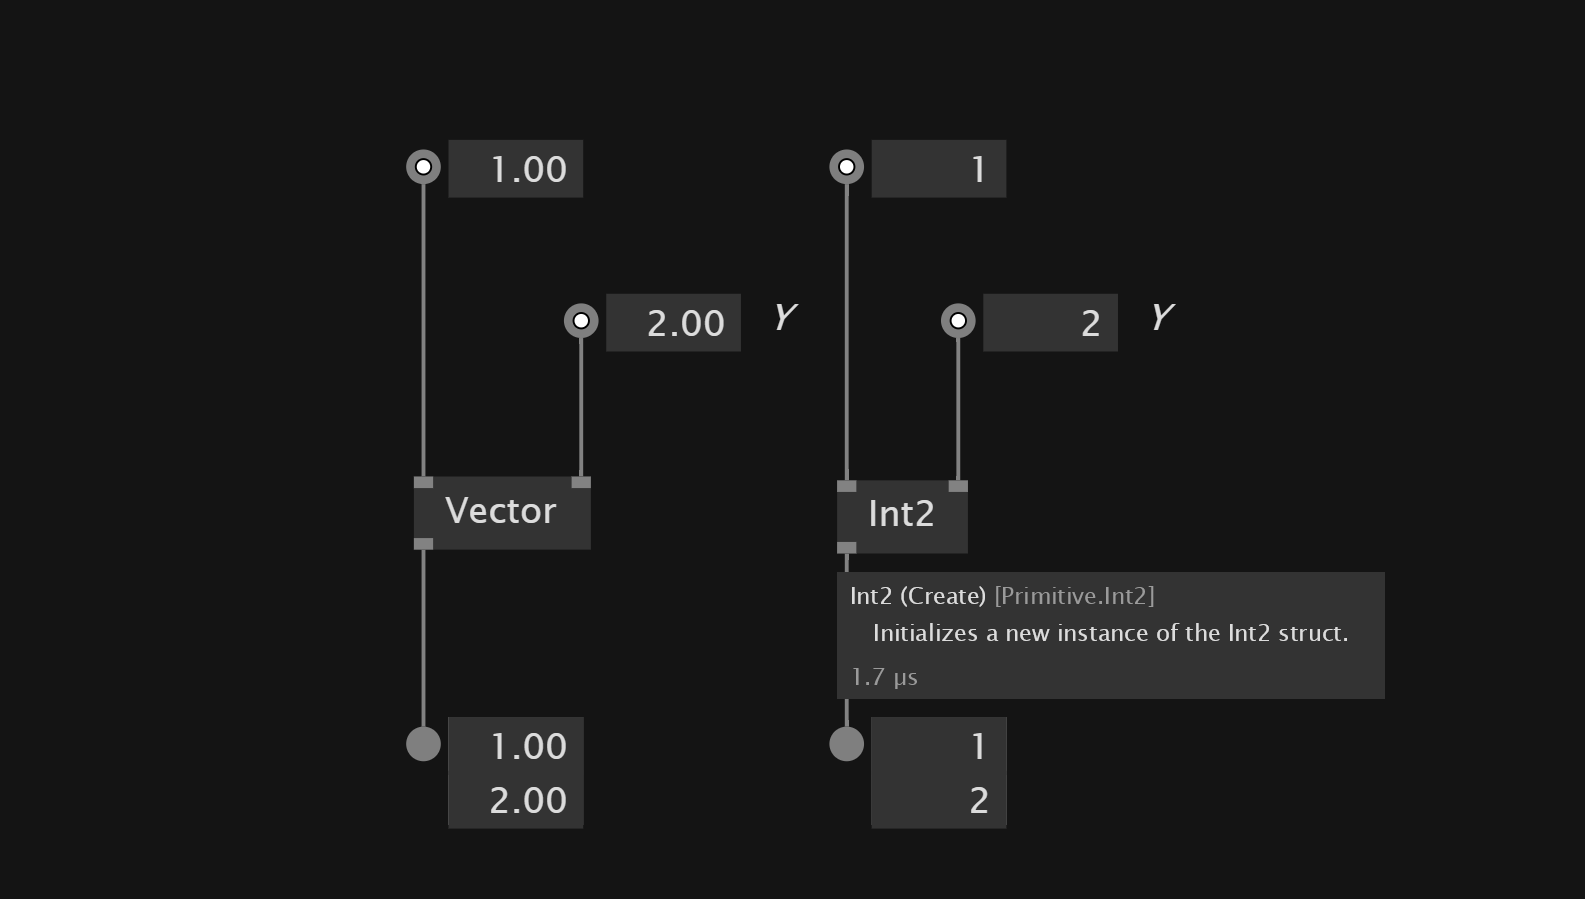 1.00
1
2.00 Y
2 Y
Vector
Int2
Int2 (Create) [Primitive.Int2]
Initializes a new instance of the Int2 struct.
1.7 µs
1.00
2.00
1
2